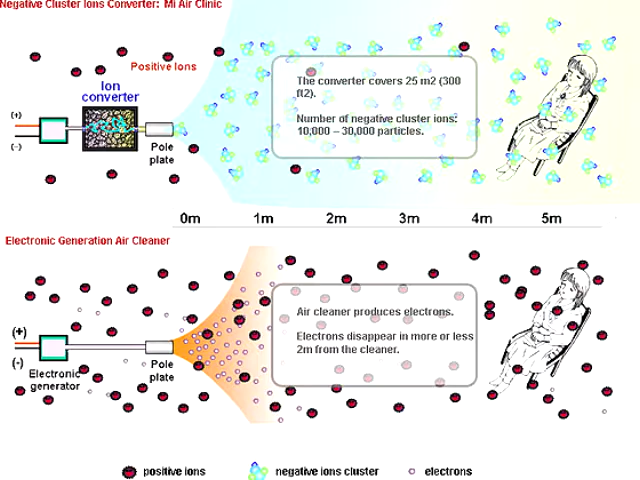 Negative Cluster Ions Converter: Mi Air Clinic
Positive Ions
Ion
converter
(+)
(-)
Pole
plate
The converter covers 25 m2 (300
ft2).
Number of negative cluster ions:
10,000 – 30,000 particles.
0m 1m 2m 3m 4m 5m
Electronic Generation Air Cleaner
(+)
(-)
Electronic
generator
Pole
plate
Air cleaner produces electrons.
Electrons disappear in more or less
2m from the cleaner.
positive ions negative ions cluster electrons